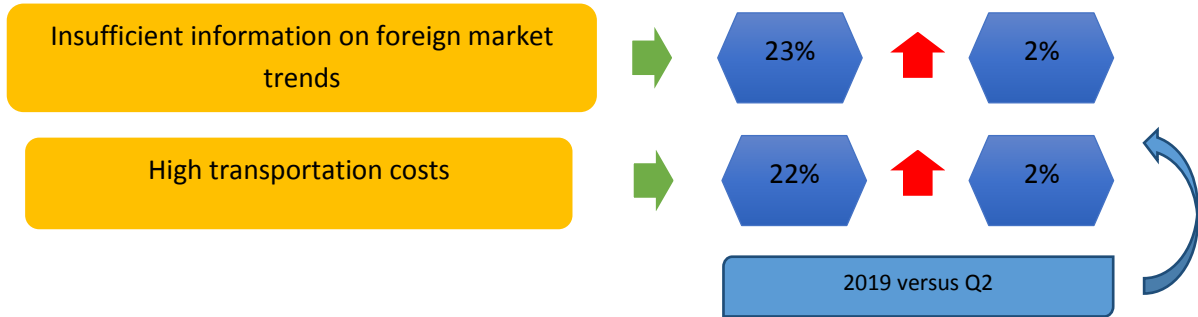 Insufficient information on foreign market
trends
23%
2%
High transportation costs
22%
2%
2019 versus Q2